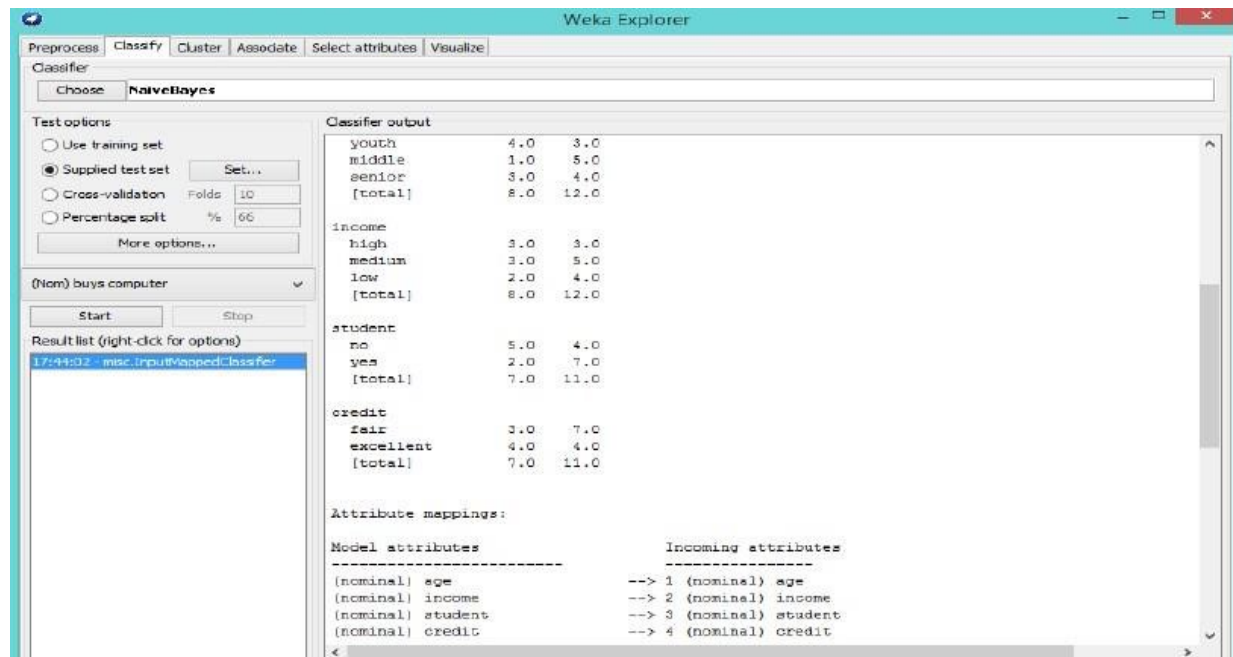 Weka Explorer
Preprocess Classify Cluster Associate Select attributes Visualize
Classifier
Choose NaiveBayes
Test options
Use training set
Supplied test set Set...
Cross-validation Folds 10
Percentage split % 66
More options...
(Nom) buys computer
Start Stop
Result list (right-click for options)
17:44:02 - misc.InputMappedClassifier
Classifier output
youth 4.0 3.0
middle 1.0 5.0
senior 3.0 4.0
[total] 8.0 12.0
income
high 3.0 3.0
medium 3.0 5.0
low 2.0 4.0
[total] 8.0 12.0
student
no 5.0 4.0
yes 2.0 7.0
[total] 7.0 11.0
credit
fair 3.0 7.0
excellent 4.0 4.0
[total] 7.0 11.0
Attribute mappings:
Model attributes Incoming attributes
-------------------------- ----------------
(nominal) age --> 1 (nominal) age
(nominal) income --> 2 (nominal) income
(nominal) student --> 3 (nominal) student
(nominal) credit --> 4 (nominal) credit